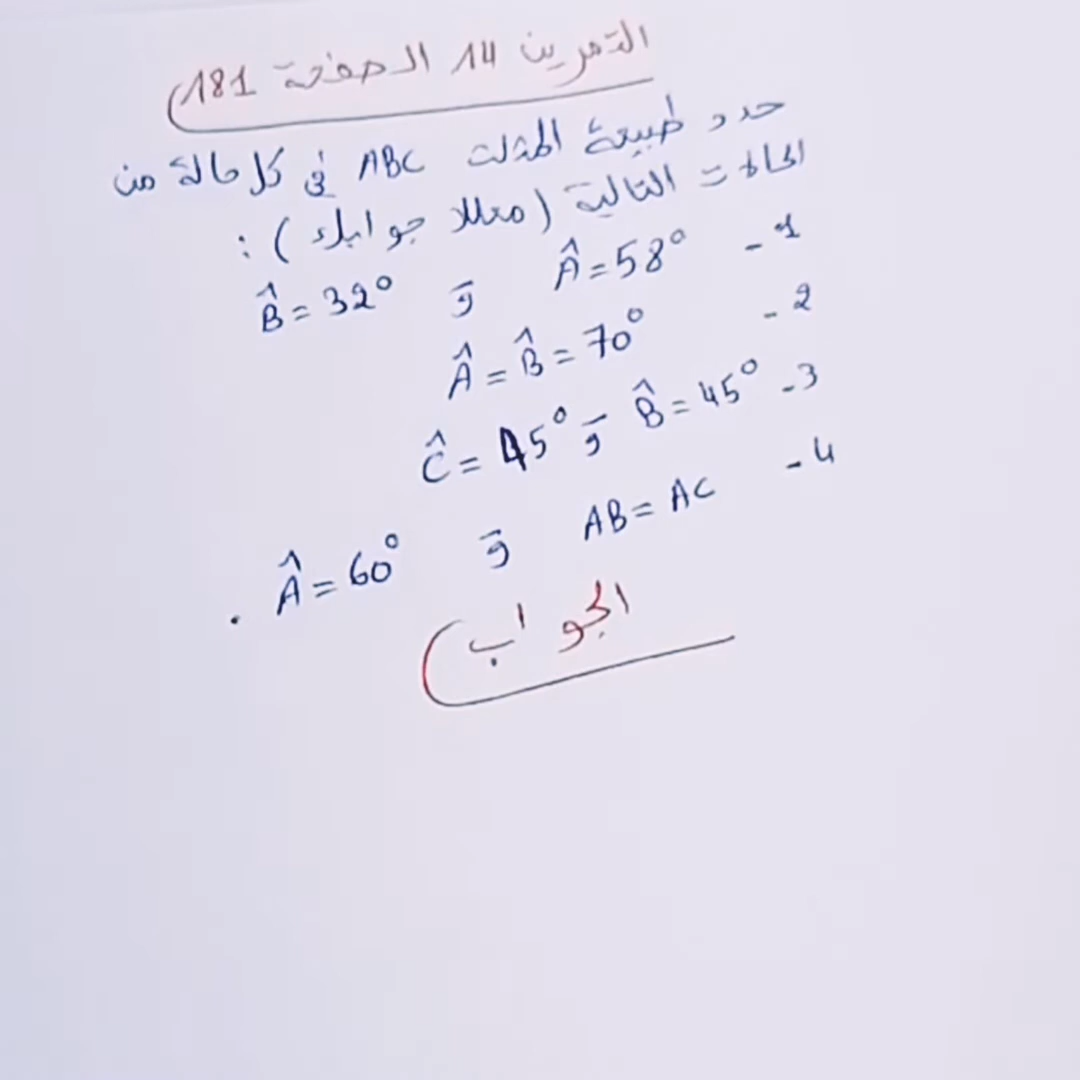 التمرين 14 الصفحة 181
حدد طبيعة المثلث ABC في كل حالة من
الحالات التالية (معللا جوابك) :
1 - Â = 58° و B̂ = 32°
2 - Â = B̂ = 70°
3 - B̂ = 45° و Ĉ = 45°
4 - AB = AC و Â = 60° .
الجواب